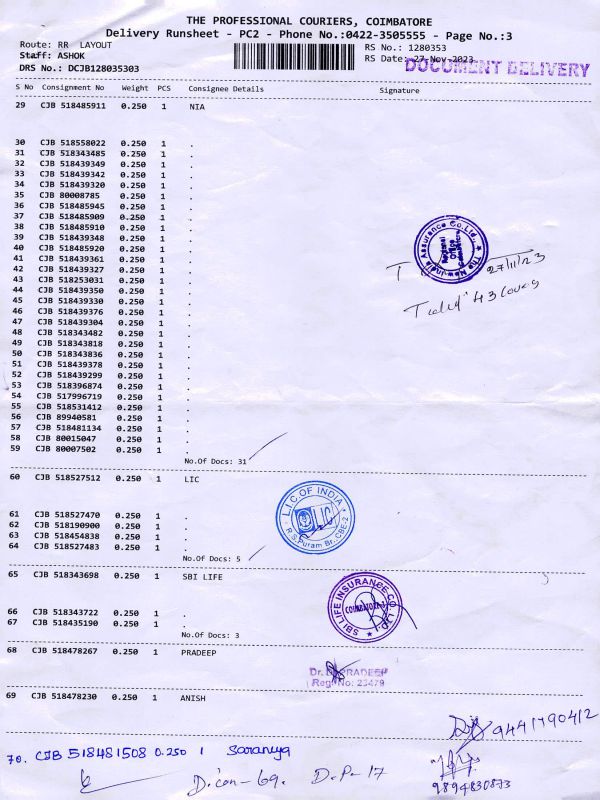 THE PROFESSIONAL COURIERS, COIMBATORE
Delivery Runsheet - PC2 - Phone No.:0422-3505555 - Page No.:3
Route: RR LAYOUT RS No.: 1280353
Staff: ASHOK RS Date: 27-Nov-2023
DRS No.: DCJB128035303 DOCUMENT DELIVERY
S No Consignment No Weight PCS Consignee Details Signature
29 CJB 518485911 0.250 1 NIA
30 CJB 518558022 0.250 1 .
31 CJB 518343485 0.250 1 .
32 CJB 518439349 0.250 1 .
33 CJB 518439342 0.250 1 .
34 CJB 518439320 0.250 1 .
35 CJB 80008785 0.250 1 .
36 CJB 518485945 0.250 1 .
37 CJB 518485909 0.250 1 .
38 CJB 518485910 0.250 1 .
39 CJB 518439348 0.250 1 .
40 CJB 518485920 0.250 1 .
41 CJB 518439361 0.250 1 .
42 CJB 518439327 0.250 1 .
43 CJB 518253031 0.250 1 .
44 CJB 518439350 0.250 1 .
45 CJB 518439330 0.250 1 .
46 CJB 518439376 0.250 1 .
47 CJB 518439304 0.250 1 .
48 CJB 518343482 0.250 1 .
49 CJB 518343818 0.250 1 .
50 CJB 518343836 0.250 1 .
51 CJB 518439378 0.250 1 .
52 CJB 518439299 0.250 1 .
53 CJB 518396874 0.250 1 .
54 CJB 517996719 0.250 1 .
55 CJB 518531412 0.250 1 .
56 CJB 89940581 0.250 1 .
57 CJB 518481134 0.250 1 .
58 CJB 80015047 0.250 1 .
59 CJB 80007502 0.250 1 .
The New India Assurance Co.Ltd.,
Regional
Office
Coimbatore
27/11/23
43 covers
No.Of Docs: 31
60 CJB 518527512 0.250 1 LIC
L.I.C.OF INDIA
LIC
R.S.Puram Br. CBE-2
61 CJB 518527470 0.250 1 .
62 CJB 518190900 0.250 1 .
63 CJB 518454838 0.250 1 .
64 CJB 518527483 0.250 1 .
No.Of Docs: 5
65 CJB 518343698 0.250 1 SBI LIFE
SBI LIFE INSURANCE CO. LTD.
COIMBATORE-2
66 CJB 518343722 0.250 1 .
67 CJB 518435190 0.250 1 .
No.Of Docs: 3
68 CJB 518478267 0.250 1 PRADEEP
PRADEEP
Reg No: 23479
69 CJB 518478230 0.250 1 ANISH
9441790412
70. CJB 518481508 0.250 1 Saranya
D.con-69. D.P-17
9894830873